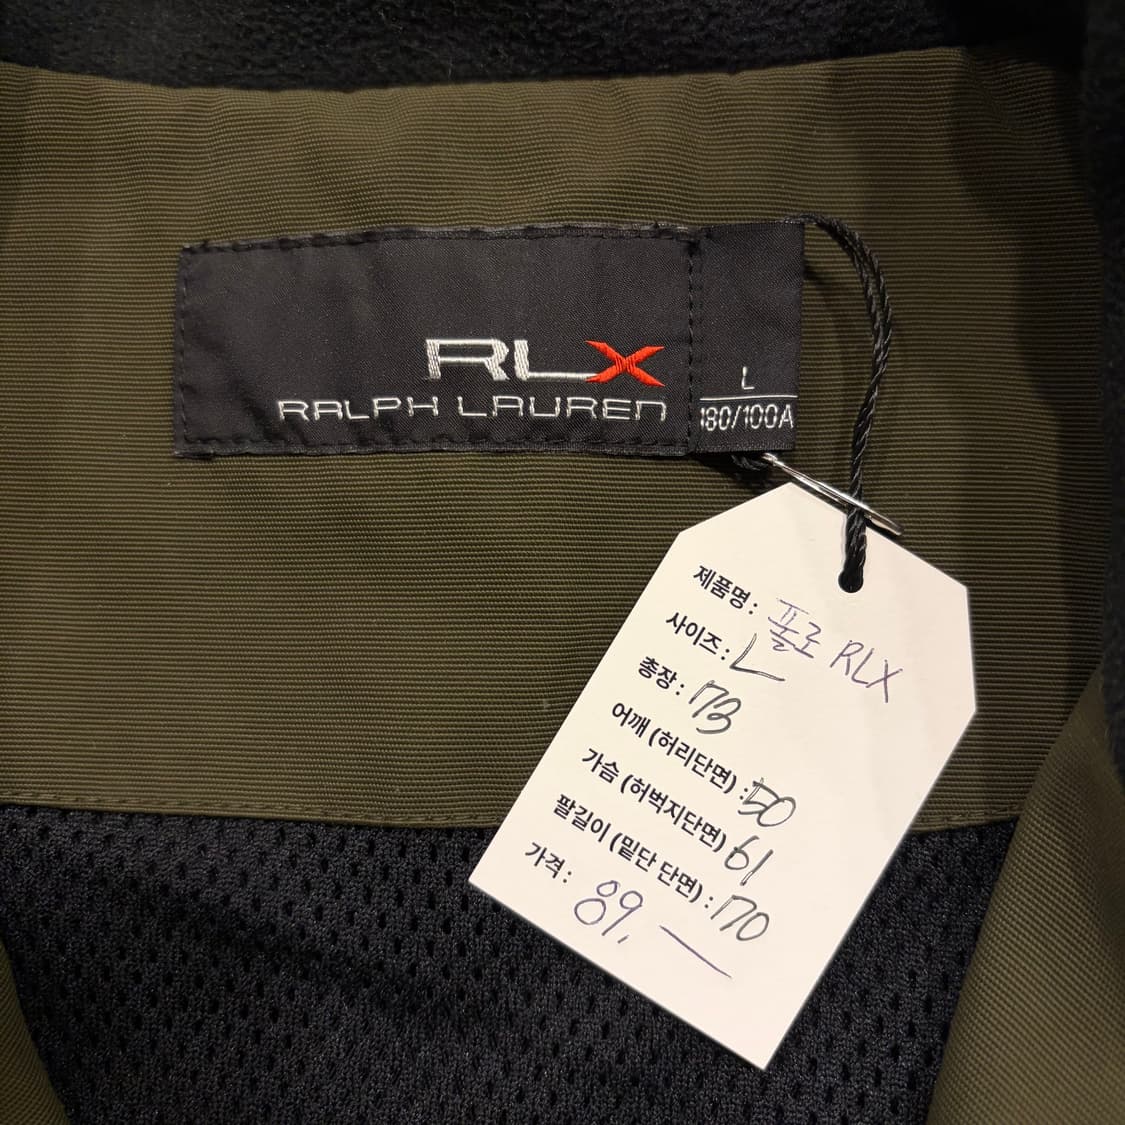 RLX
RALPH LAUREN
L
180/100A
제품명 : 폴로 RLX
사이즈 : L
총장 : 73
어깨 (허리단면) : 50
가슴 (허벅지단면) 61
팔길이 (밑단 단면) : 70
가격 : 89,—